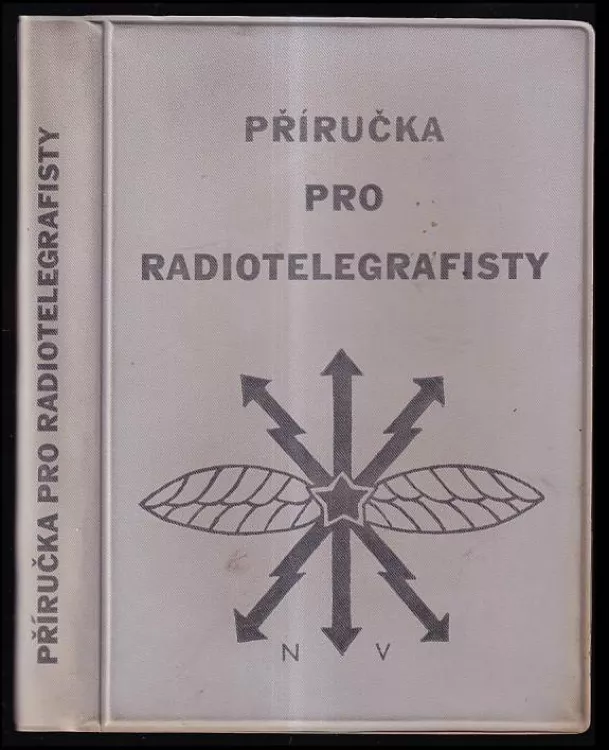 PŘÍRUČKA PRO RADIOTELEGRAFISTY
PŘÍRUČKA
PRO
RADIOTELEGRAFISTY
N V